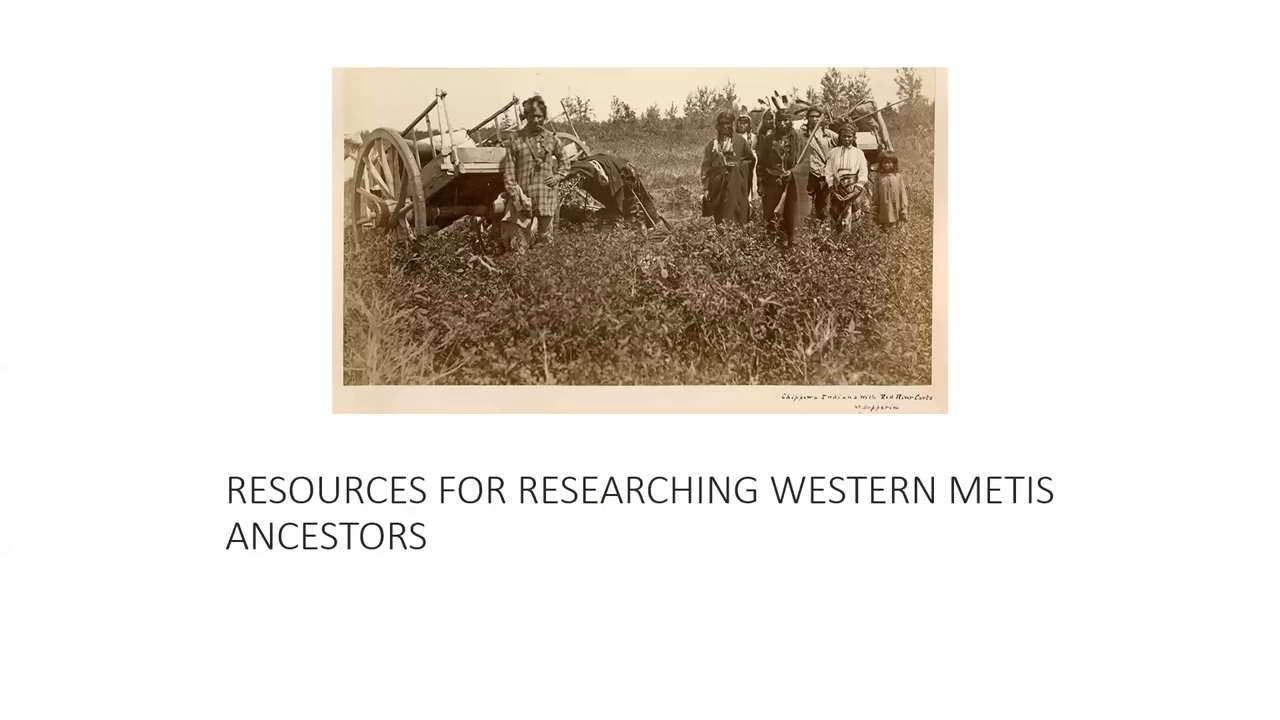 Chippewa Indians With Red River Carts
RESOURCES FOR RESEARCHING WESTERN METIS
ANCESTORS